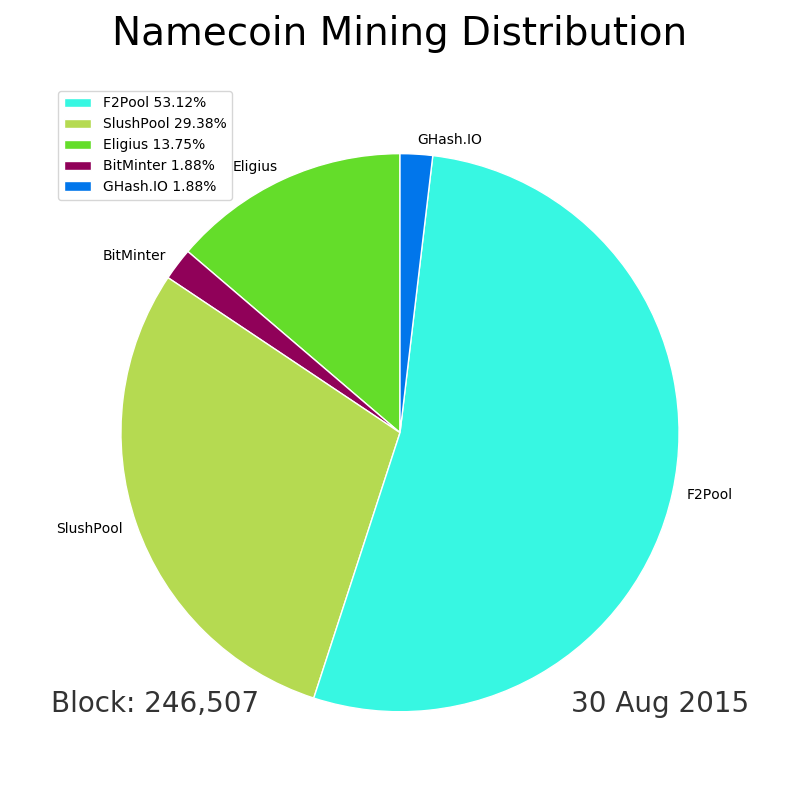 Namecoin Mining Distribution
F2Pool 53.12%
SlushPool 29.38%
Eligius 13.75%
BitMinter 1.88%
GHash.IO 1.88%
GHash.IO
Eligius
BitMinter
F2Pool
SlushPool
Block: 246,507
30 Aug 2015